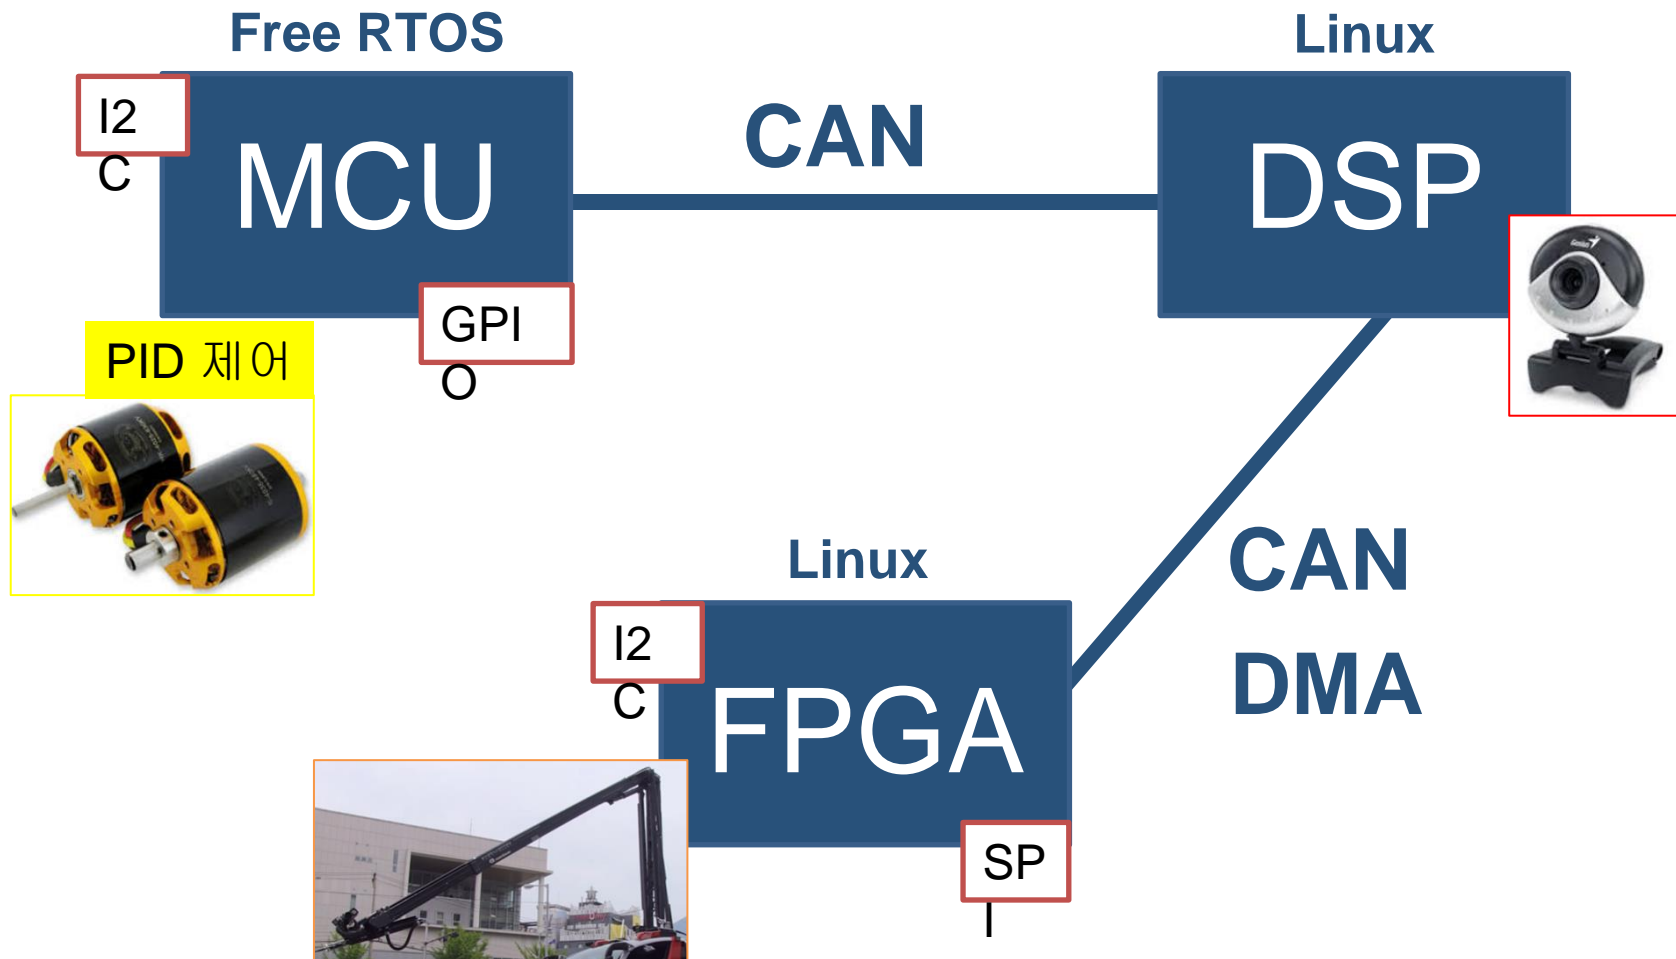 Free RTOS
Linux
I2
C
MCU
CAN
DSP
GPI
O
PID 제어
Linux
CAN
DMA
I2
C
FPGA
SP
I